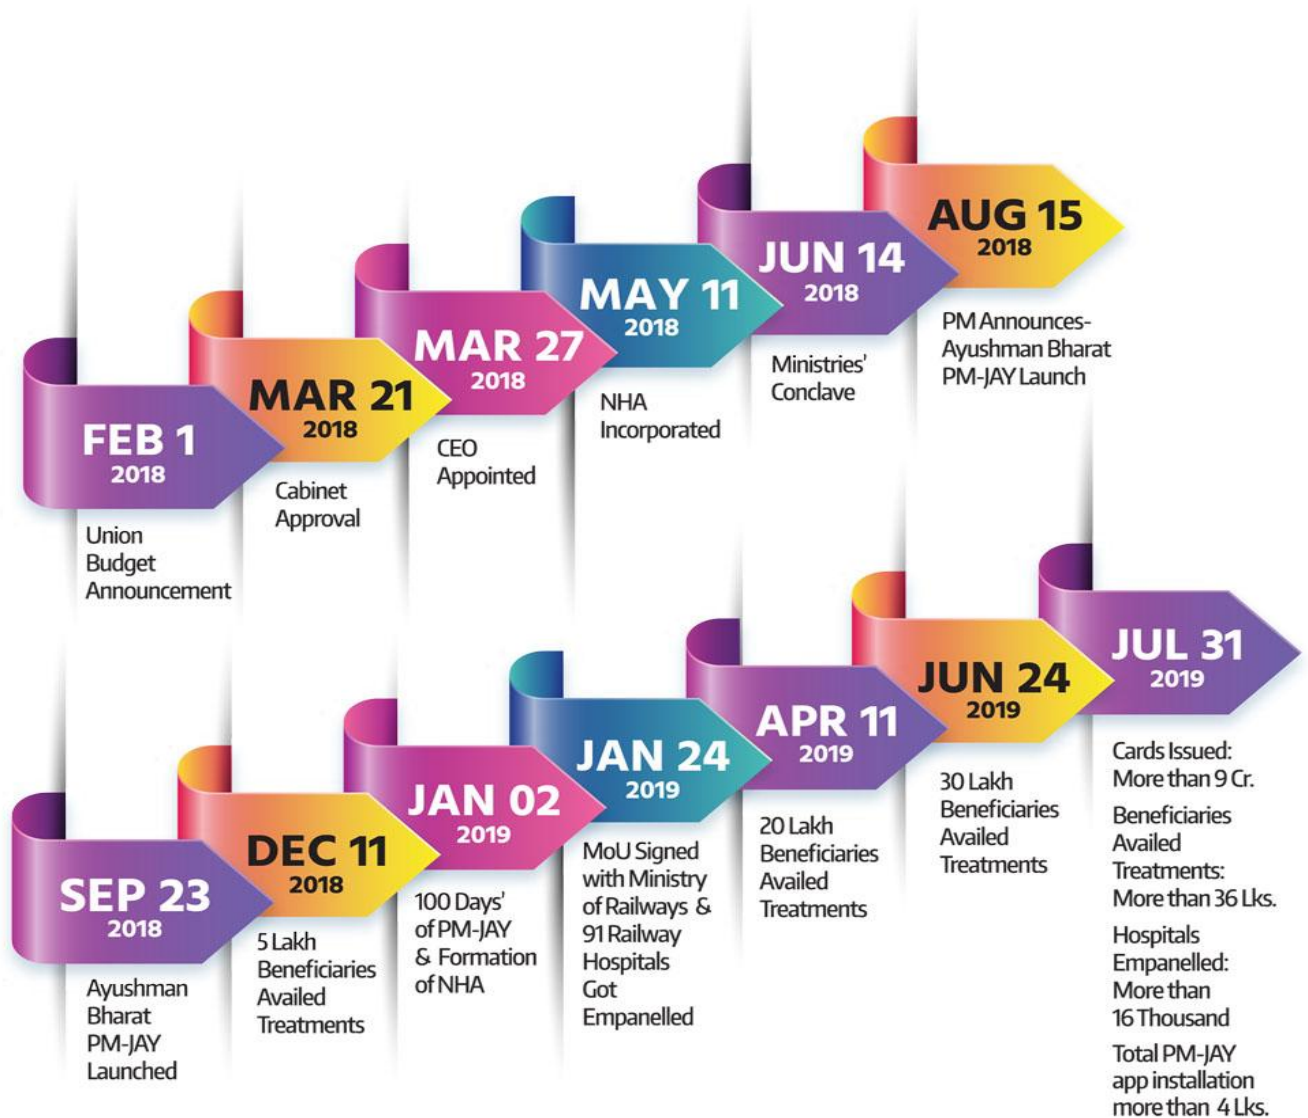 FEB 1
2018
Union
Budget
Announcement
MAR 21
2018
Cabinet
Approval
MAR 27
2018
CEO
Appointed
MAY 11
2018
NHA
Incorporated
JUN 14
2018
Ministries'
Conclave
AUG 15
2018
PM Announces-
Ayushman Bharat
PM-JAY Launch
SEP 23
2018
Ayushman
Bharat
PM-JAY
Launched
DEC 11
2018
5 Lakh
Beneficiaries
Availed
Treatments
JAN 02
2019
100 Days'
of PM-JAY
& Formation
of NHA
JAN 24
2019
MoU Signed
with Ministry
of Railways &
91 Railway
Hospitals
Got
Empanelled
APR 11
2019
20 Lakh
Beneficiaries
Availed
Treatments
JUN 24
2019
30 Lakh
Beneficiaries
Availed
Treatments
JUL 31
2019
Cards Issued:
More than 9 Cr.
Beneficiaries
Availed
Treatments:
More than 36 Lks.
Hospitals
Empanelled:
More than
16 Thousand
Total PM-JAY
app installation
more than 4 Lks.